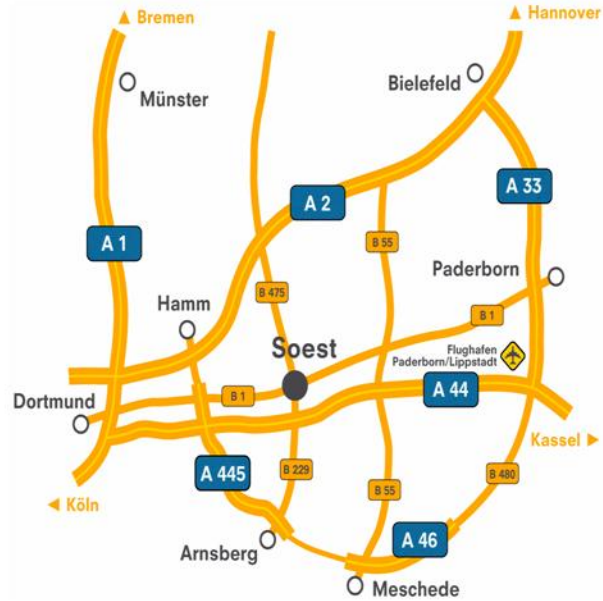 ▲ Bremen
▲ Hannover
Münster
Bielefeld
A 33
A 2
A 1
B 55
Paderborn
B 475
Hamm
B 1
Soest
Flughafen
Paderborn/Lippstadt
A 44
B 1
Dortmund
Kassel ▶
A 445
B 229
B 480
B 55
◀ Köln
A 46
Arnsberg
Meschede